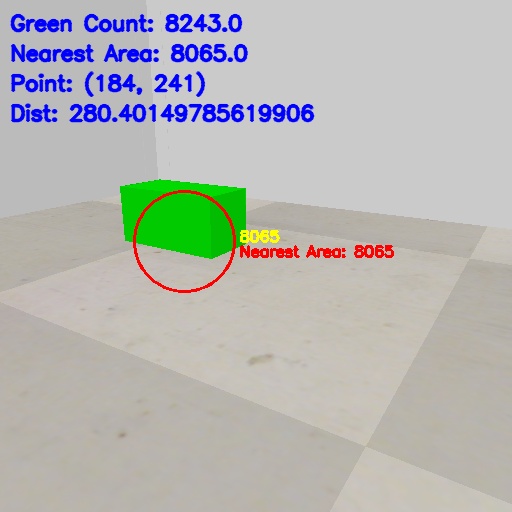 Green Count: 8243.0
Nearest Area: 8065.0
Point: (184, 241)
Dist: 280.40149785619906
8065
Nearest Area: 8065